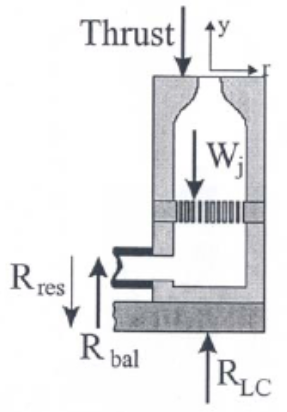 Thrust
y
r
W_j
R_res
R_bal
R_LC